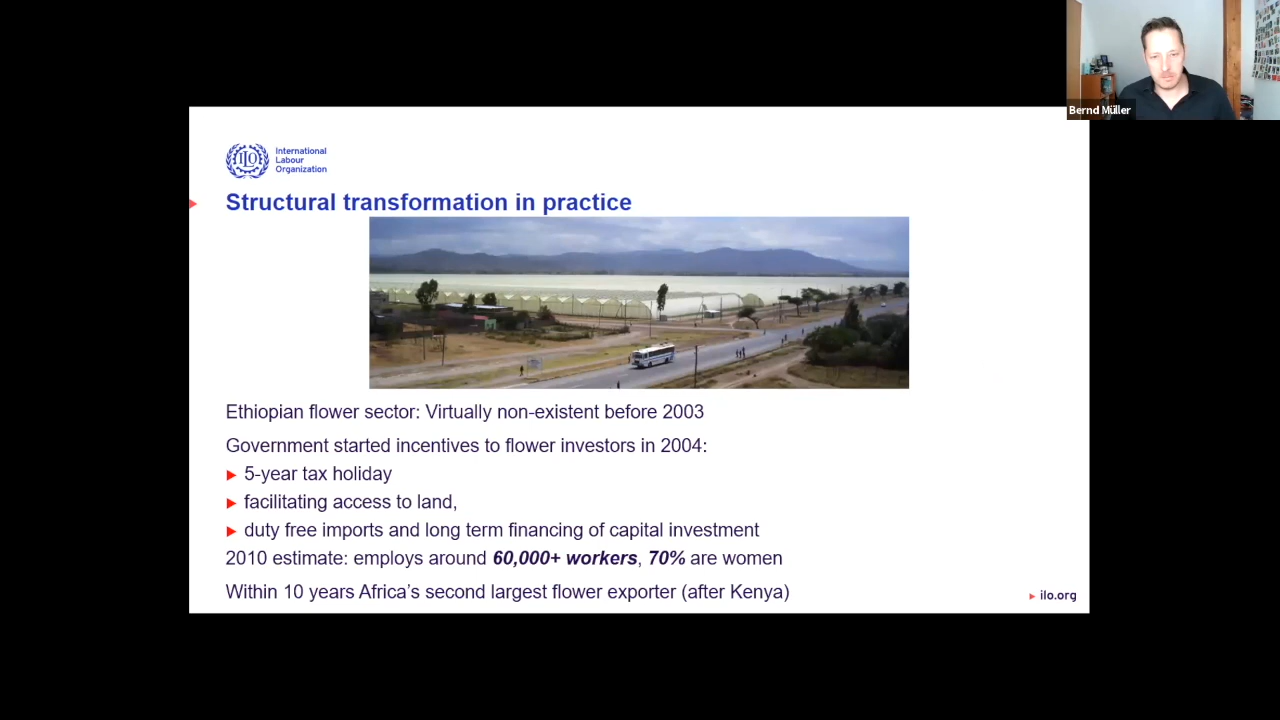 Bernd Müller
ILO
International
Labour
Organization
Structural transformation in practice
Ethiopian flower sector: Virtually non-existent before 2003
Government started incentives to flower investors in 2004:
5-year tax holiday
facilitating access to land,
duty free imports and long term financing of capital investment
2010 estimate: employs around 60,000+ workers, 70% are women
Within 10 years Africa's second largest flower exporter (after Kenya)
ilo.org